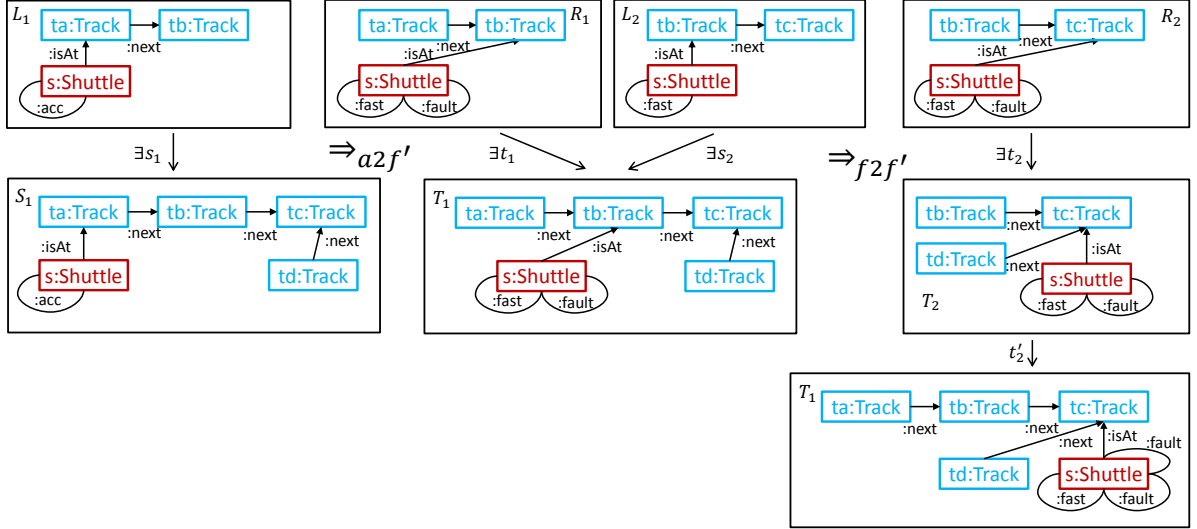 L₁
ta:Track
tb:Track
:next
:isAt
s:Shuttle
:acc
R₁
ta:Track
tb:Track
:next
:isAt
s:Shuttle
:fast
:fault
L₂
tb:Track
tc:Track
:next
:isAt
s:Shuttle
:fast
R₂
tb:Track
tc:Track
:next
:isAt
s:Shuttle
:fast
:fault
∃s₁
⇒a2f′
∃t₁
∃s₂
⇒f2f′
∃t₂
S₁
ta:Track
tb:Track
tc:Track
:next
:next
:next
:isAt
s:Shuttle
td:Track
:acc
T₁
ta:Track
tb:Track
tc:Track
:next
:next
:next
:isAt
s:Shuttle
td:Track
:fast
:fault
tb:Track
tc:Track
:next
td:Track
:next
:isAt
s:Shuttle
T₂
:fast
:fault
t₂′
T₁
ta:Track
tb:Track
tc:Track
:next
:next
:next
:isAt
:fault
td:Track
s:Shuttle
:fast
:fault